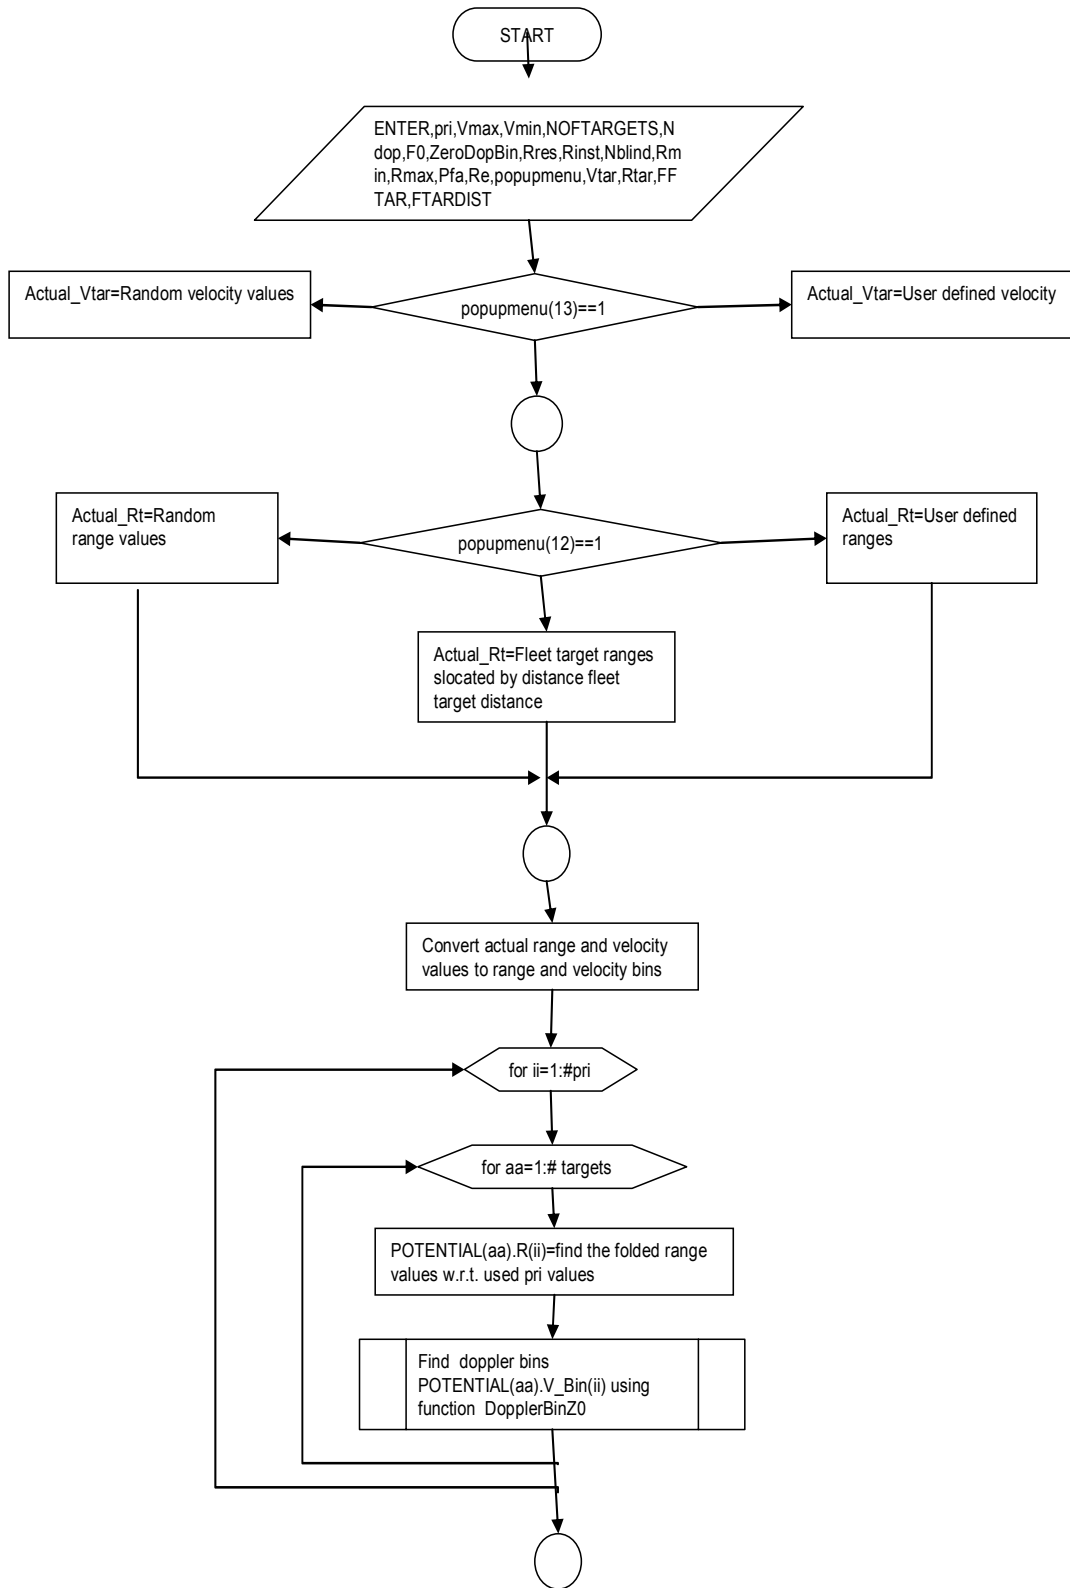 START
ENTER,pri,Vmax,Vmin,NOFTARGETS,N
dop,F0,ZeroDopBin,Rres,Rinst,Nblind,Rm
in,Rmax,Pfa,Re,popupmenu,Vtar,Rtar,FF
TAR,FTARDIST
Actual_Vtar=Random velocity values
popupmenu(13)==1
Actual_Vtar=User defined velocity
Actual_Rt=Random
range values
popupmenu(12)==1
Actual_Rt=User defined
ranges
Actual_Rt=Fleet target ranges
slocated by distance fleet
target distance
Convert actual range and velocity
values to range and velocity bins
for ii=1:#pri
for aa=1:# targets
POTENTIAL(aa).R(ii)=find the folded range
values w.r.t. used pri values
Find doppler bins
POTENTIAL(aa).V_Bin(ii) using
function DopplerBinZ0